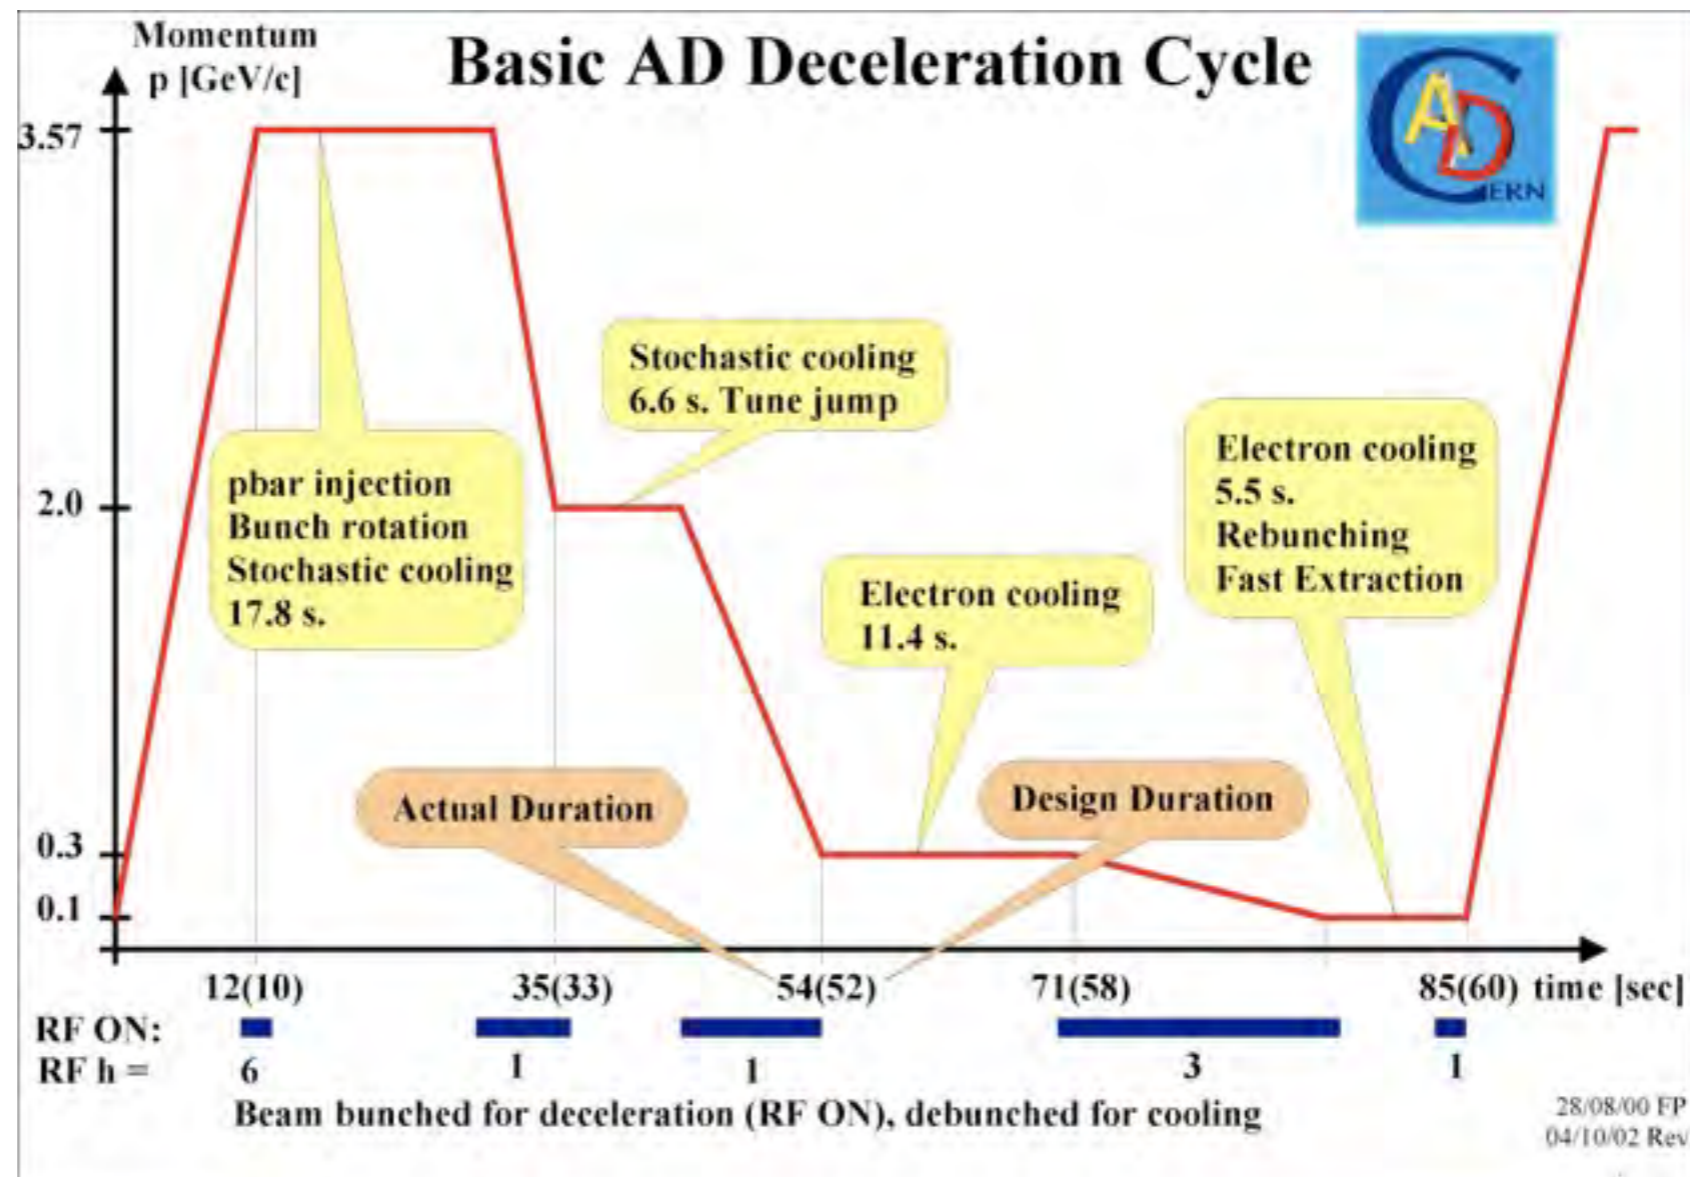 Basic AD Deceleration Cycle
Momentum
p [GeV/c]
CAD
ERN
3.57
2.0
0.3
0.1
pbar injection
Bunch rotation
Stochastic cooling
17.8 s.
Stochastic cooling
6.6 s. Tune jump
Electron cooling
11.4 s.
Electron cooling
5.5 s.
Rebunching
Fast Extraction
Actual Duration
Design Duration
12(10) 35(33) 54(52) 71(58) 85(60) time [sec]
RF ON:
RF h = 6 1 1 3 1
Beam bunched for deceleration (RF ON), debunched for cooling
28/08/00 FP
04/10/02 Rev